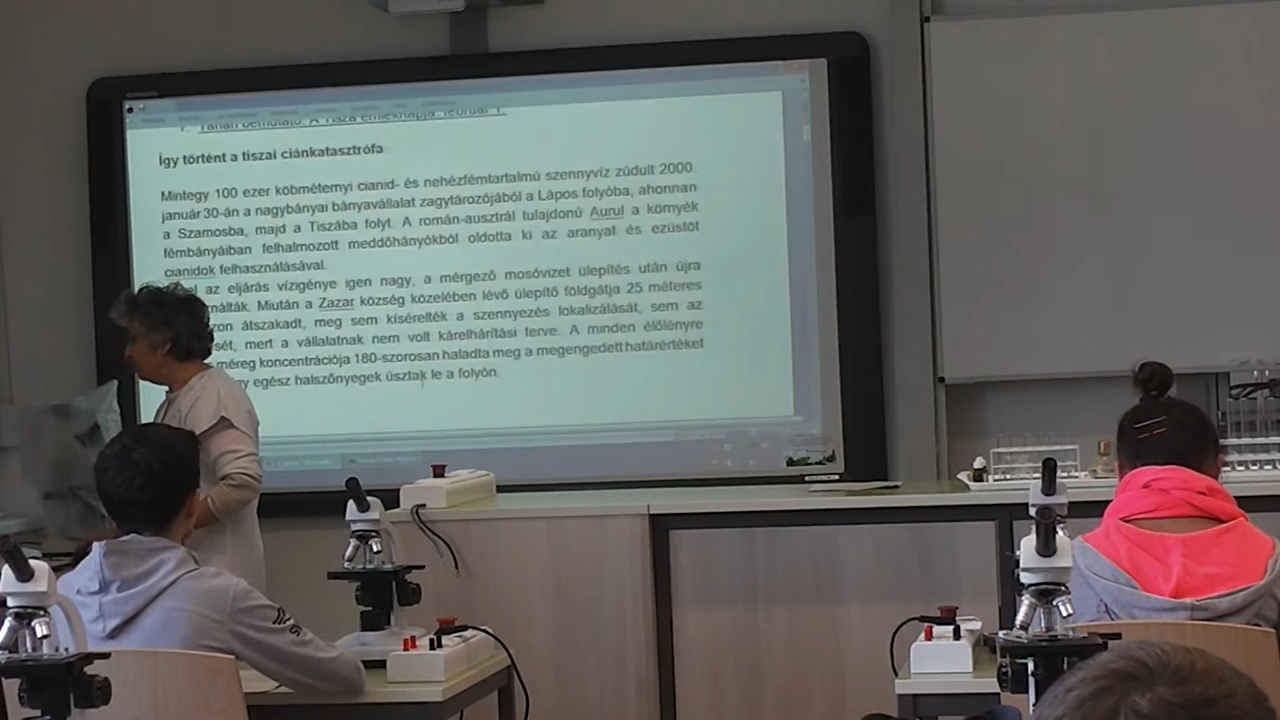 Így történt a tiszai ciánkatasztrófa
Mintegy 100 ezer köbméternyi cianid- és nehézfémtartalmú szennyvíz zúdult 2000.
január 30-án a nagybányai bányavállalat zagytározójából a Lápos folyóba, ahonnan
a Szamosba, majd a Tiszába folyt. A román-ausztrál tulajdonú Aurul a környék
fémbányáiban felhalmozott meddőhányókból oldotta ki az aranyat és ezüstöt
cianidok felhasználásával.
az eljárás vízigénye igen nagy, a mérgező mosóvizet ülepítés után újra
Miután a Zazar község közelében lévő ülepítő földgátja 25 méteres
átszakadt, meg sem kísérelték a szennyezés lokalizálását, sem az
mert a vállalatnak nem volt kárelhárítási terve. A minden élőlényre
méreg koncentrációja 180-szorosan haladta meg a megengedett határértéket
egész halszőnyegek úsztak le a folyón.